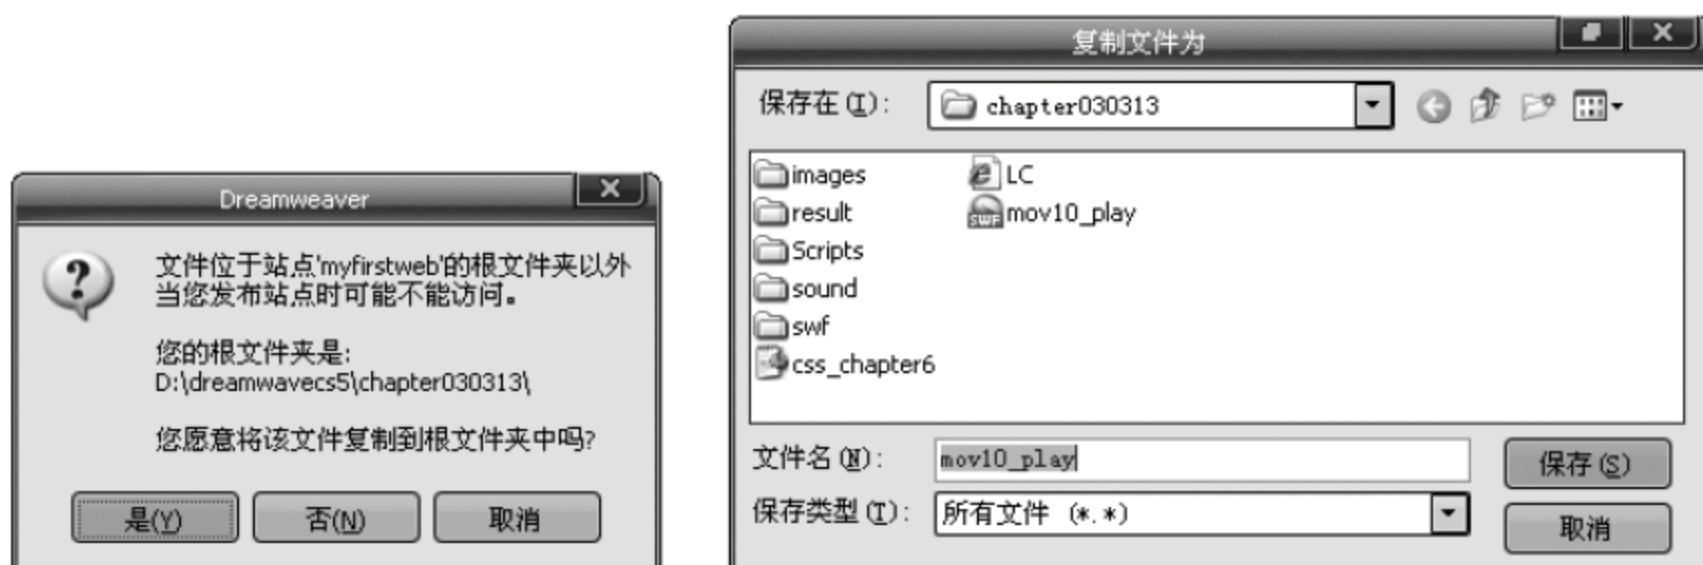 Dreamweaver
文件位于站点'myfirstweb'的根文件夹以外
当您发布站点时可能不能访问。
您的根文件夹是:
D:\dreamwavecs5\chapter030313\
您愿意将该文件复制到根文件夹中吗?
是(Y)
否(N)
取消
复制文件为
保存在(I):
chapter030313
images
result
Scripts
sound
swf
css_chapter6
LC
SWF
mov10_play
文件名(N):
mov10_play
保存(S)
保存类型(T):
所有文件 (*.*)
取消